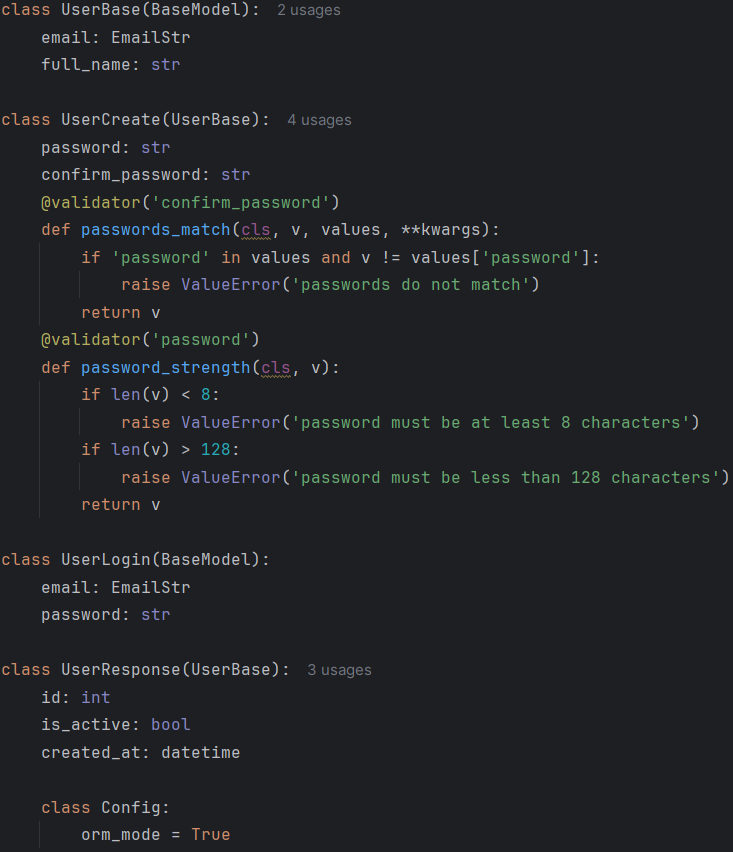 class UserBase(BaseModel):  2 usages
    email: EmailStr
    full_name: str

class UserCreate(UserBase):  4 usages
    password: str
    confirm_password: str
    @validator('confirm_password')
    def passwords_match(cls, v, values, **kwargs):
        if 'password' in values and v != values['password']:
            raise ValueError('passwords do not match')
        return v
    @validator('password')
    def password_strength(cls, v):
        if len(v) < 8:
            raise ValueError('password must be at least 8 characters')
        if len(v) > 128:
            raise ValueError('password must be less than 128 characters')
        return v

class UserLogin(BaseModel):
    email: EmailStr
    password: str

class UserResponse(UserBase):  3 usages
    id: int
    is_active: bool
    created_at: datetime

    class Config:
        orm_mode = True